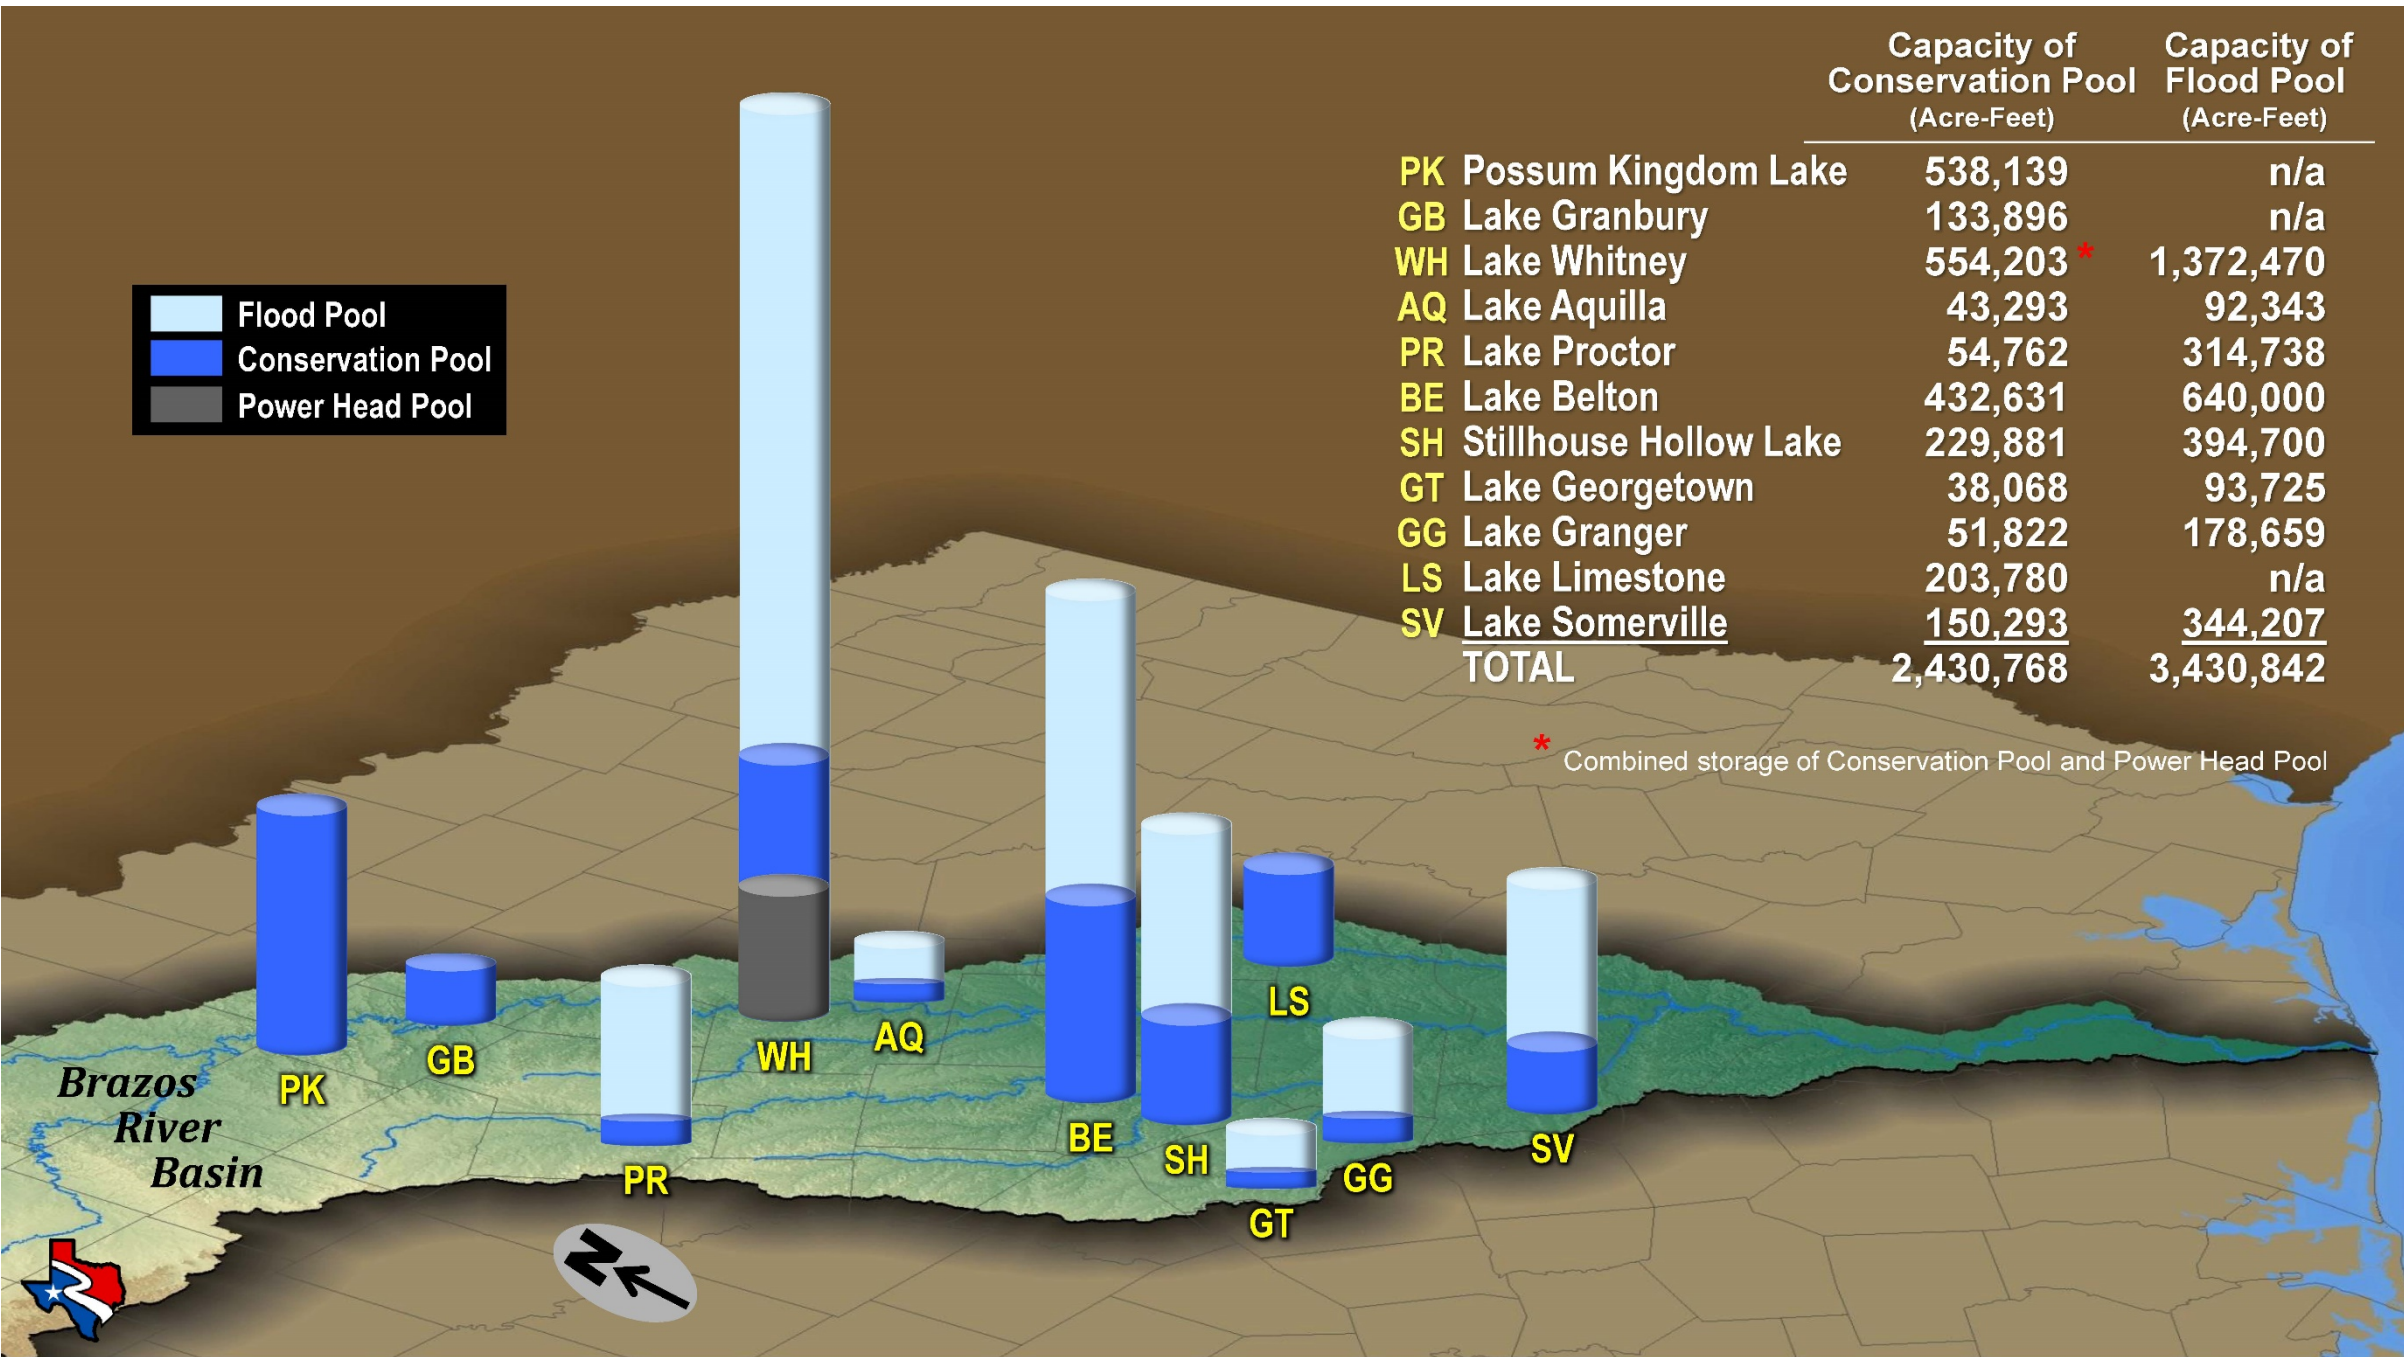 Capacity of Capacity of
Conservation Pool Flood Pool
(Acre-Feet) (Acre-Feet)
PK Possum Kingdom Lake 538,139 n/a
GB Lake Granbury 133,896 n/a
WH Lake Whitney 554,203 * 1,372,470
AQ Lake Aquilla 43,293 92,343
PR Lake Proctor 54,762 314,738
BE Lake Belton 432,631 640,000
SH Stillhouse Hollow Lake 229,881 394,700
GT Lake Georgetown 38,068 93,725
GG Lake Granger 51,822 178,659
LS Lake Limestone 203,780 n/a
SV Lake Somerville 150,293 344,207
TOTAL 2,430,768 3,430,842
* Combined storage of Conservation Pool and Power Head Pool
Flood Pool
Conservation Pool
Power Head Pool
PK
GB
PR
WH
AQ
BE
SH
LS
GT
GG
SV
Brazos
River
Basin
N